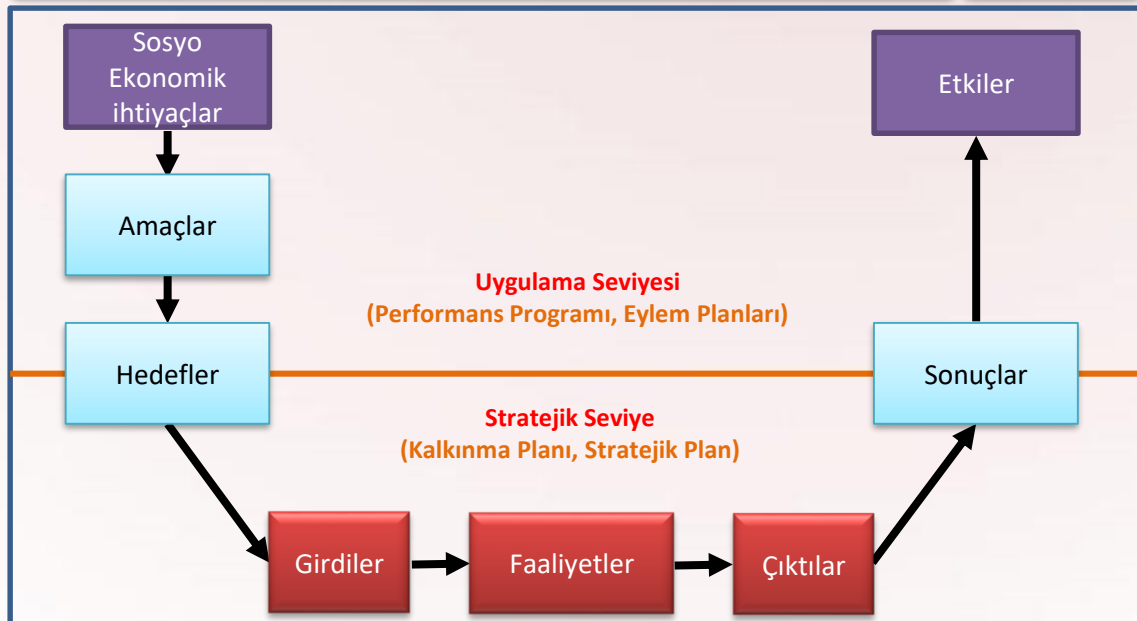 Sosyo
Ekonomik
ihtiyaçlar
Etkiler
Amaçlar
Uygulama Seviyesi
(Performans Programı, Eylem Planları)
Hedefler
Sonuçlar
Stratejik Seviye
(Kalkınma Planı, Stratejik Plan)
Girdiler
Faaliyetler
Çıktılar